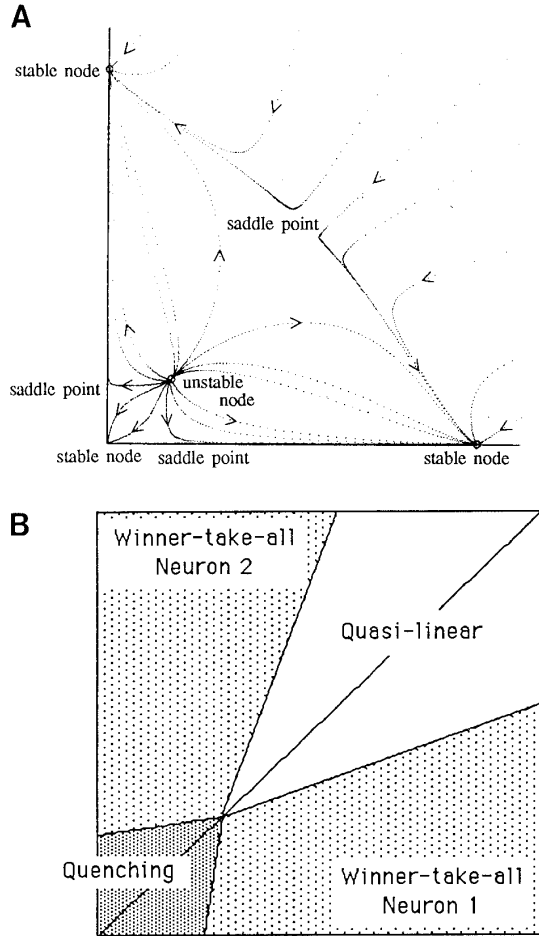 A
stable node
saddle point
saddle point
unstable
node
stable node
saddle point
stable node
B
Winner-take-all
Neuron 2
Quasi-linear
Quenching
Winner-take-all
Neuron 1